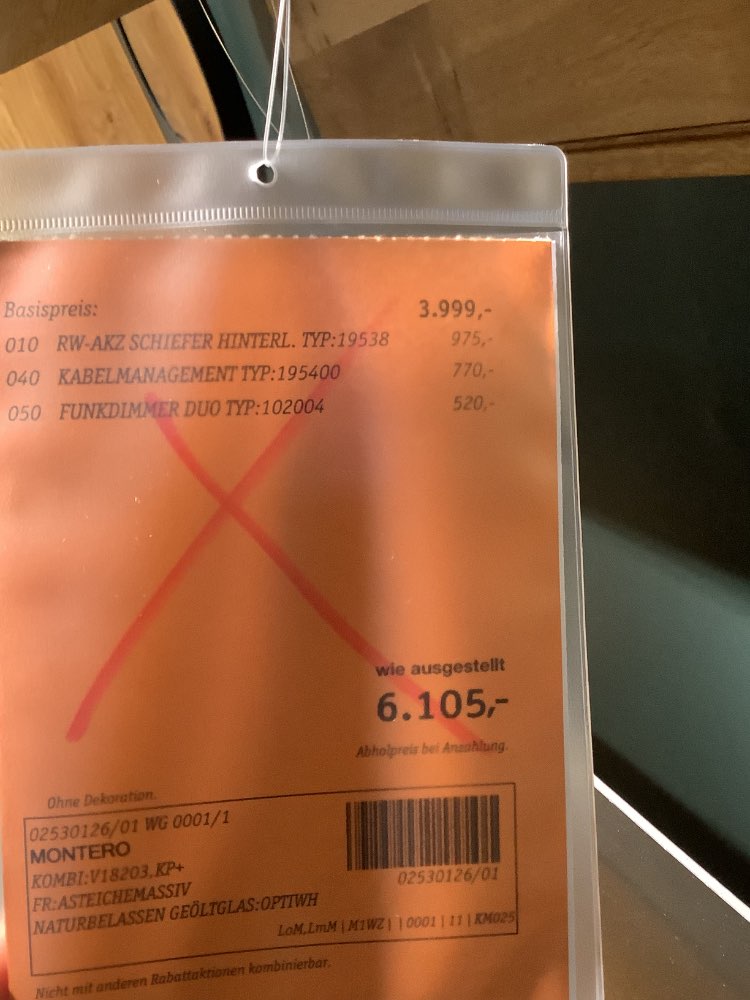 Basispreis: 3.999,-
010 RW-AKZ SCHIEFER HINTERL. TYP:19538 975,-
040 KABELMANAGEMENT TYP:195400 770,-
050 FUNKDIMMER DUO TYP:102004 520,-
wie ausgestellt
6.105,-
Abholpreis bei Anzahlung.
Ohne Dekoration.
02530126/01 WG 0001/1
MONTERO
KOMBI:V18203,KP+
FR:ASTEICHEMASSIV
NATURBELASSEN GEÖLTGLAS:OPTIWH
02530126/01
LoM,LmM | M1WZ | | 0001 | 11 | KM025
Nicht mit anderen Rabattaktionen kombinierbar.